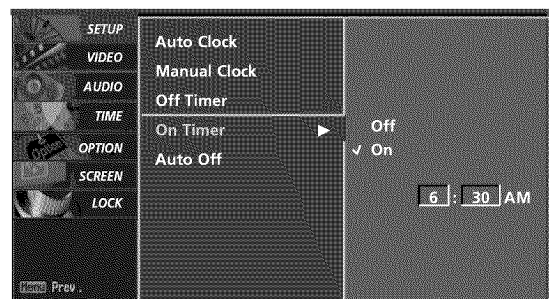 SETUP
VIDEO
AUDIO
TIME
OPTION
SCREEN
LOCK
Menu Prev.
Auto Clock
Manual Clock
Off Timer
On Timer ▶
Auto Off
Off
✓ On
6 : 30 AM